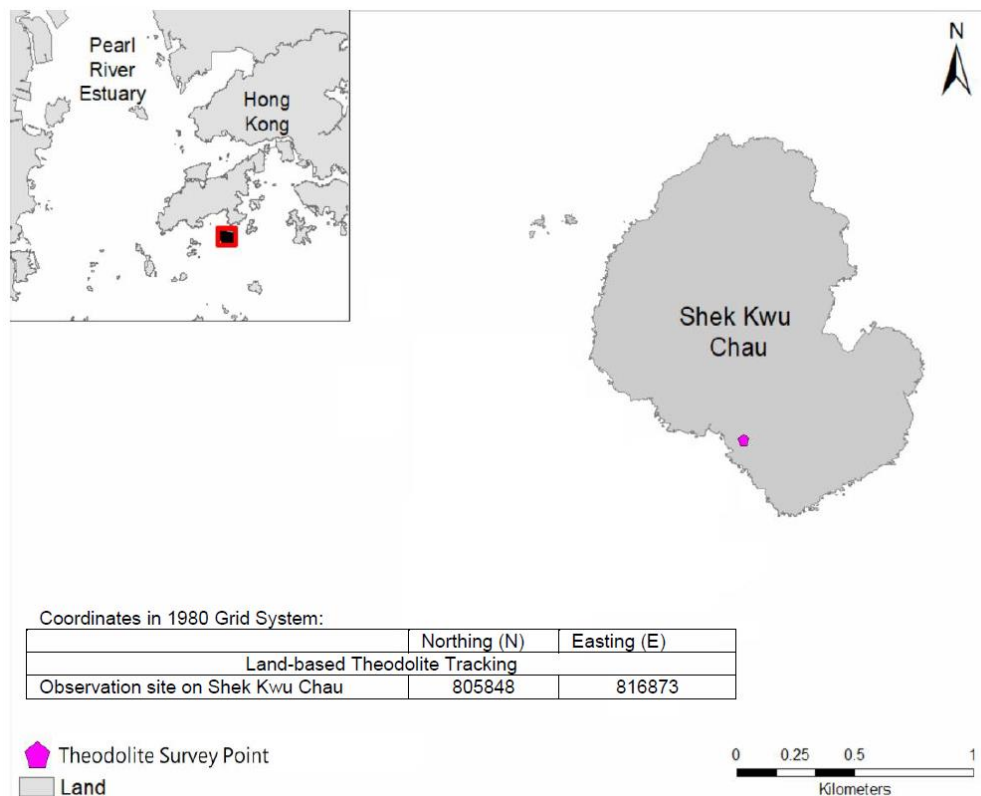 Pearl
River
Estuary
Hong
Kong
N
Shek Kwu
Chau
Coordinates in 1980 Grid System:
Northing (N) Easting (E)
Land-based Theodolite Tracking
Observation site on Shek Kwu Chau 805848 816873
Theodolite Survey Point
Land
0 0.25 0.5 1
Kilometers